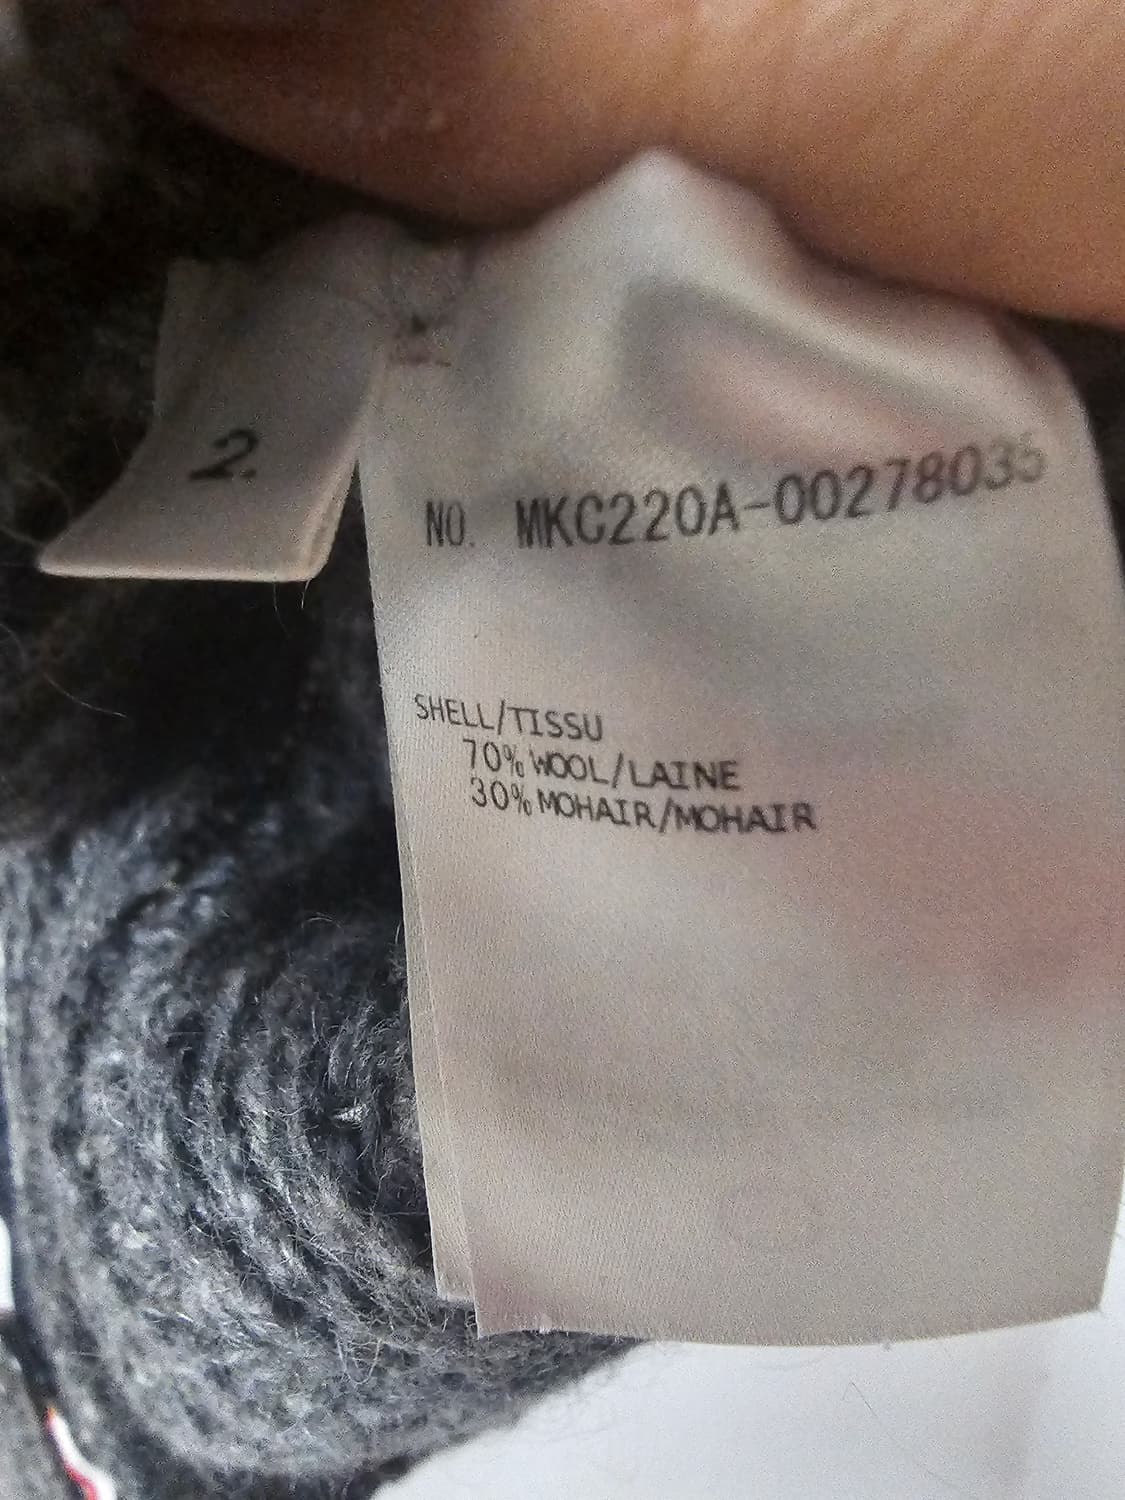 2.
NO. MKC220A-00278035
SHELL/TISSU
70% WOOL/LAINE
30% MOHAIR/MOHAIR